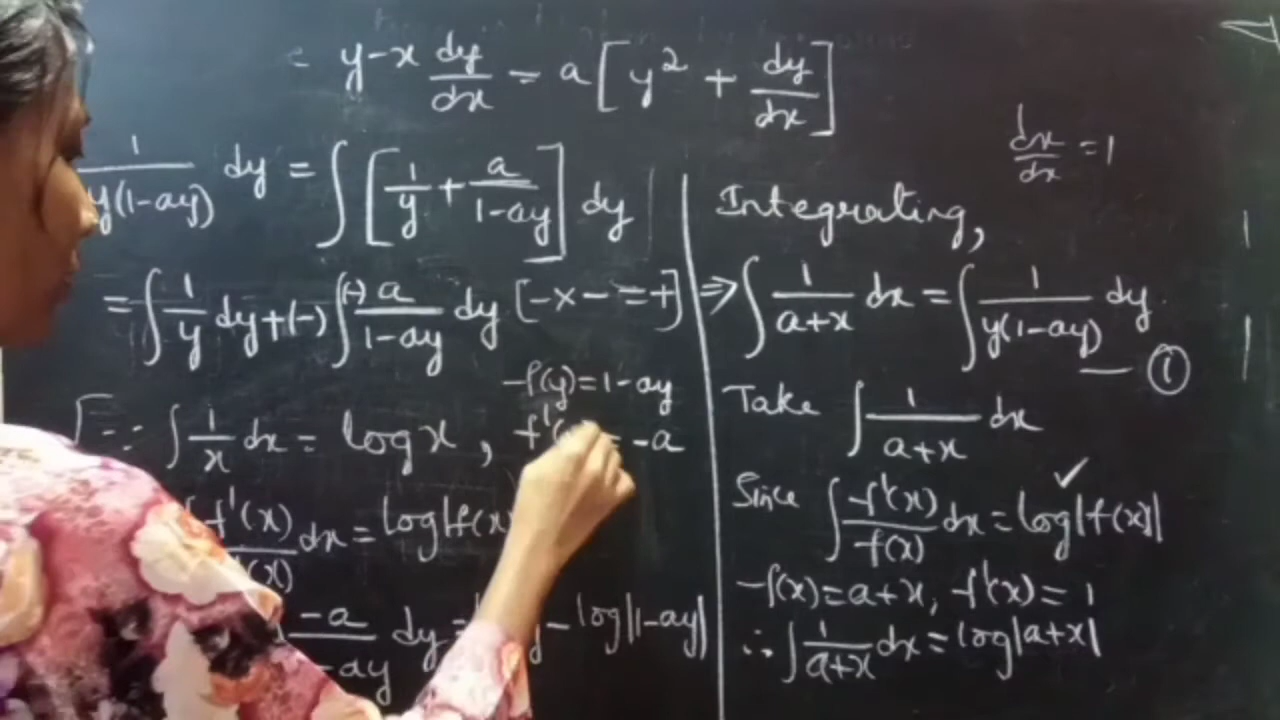 = y-x dy/dx = a[y² + dy/dx]
1/y(1-ay) dy = ∫[1/y + a/1-ay] dy
= ∫ 1/y dy + (-) ∫ (-) a/1-ay dy [-x- = +]
-f(y) = 1-ay
[∵ ∫ 1/x dx = log x, f'( = -a
f'(x)/(x) dx = log|f(x)
-a/-ay dy = y - log|1-ay|
dx/dx = 1
Integrating,
⇒ ∫ 1/a+x dx = ∫ 1/y(1-ay) dy
— ①
Take ∫ 1/a+x dx
Since ∫ f'(x)/f(x) dx = log|f(x)| ✓
f(x) = a+x, f'(x) = 1
∴ ∫ 1/a+x dx = log|a+x|